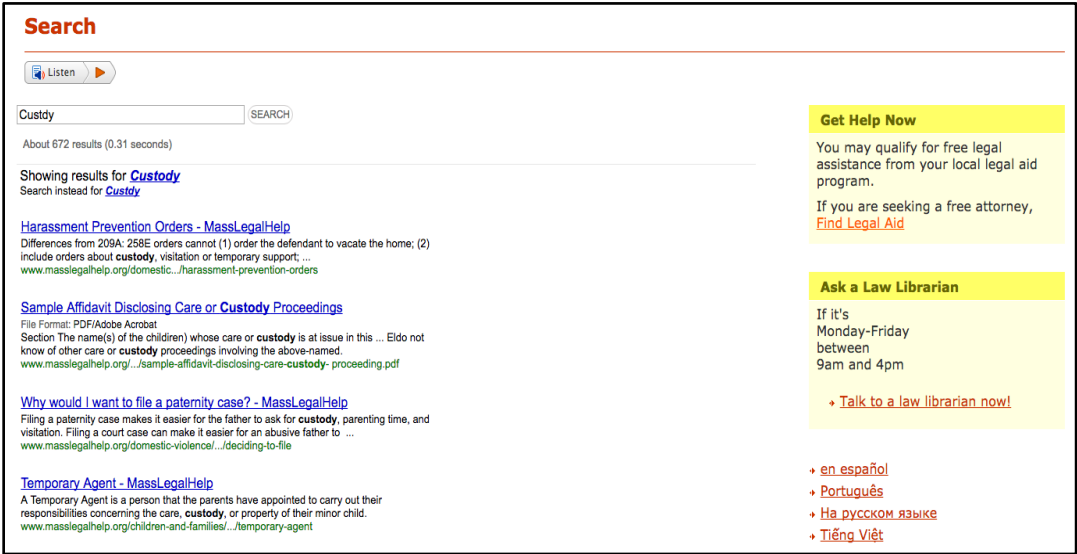 Search
Listen
Custdy
SEARCH
About 672 results (0.31 seconds)
Showing results for Custody
Search instead for Custdy
Harassment Prevention Orders - MassLegalHelp
Differences from 209A: 258E orders cannot (1) order the defendant to vacate the home; (2)
include orders about custody, visitation or temporary support; ...
www.masslegalhelp.org/domestic.../harassment-prevention-orders
Sample Affidavit Disclosing Care or Custody Proceedings
File Format: PDF/Adobe Acrobat
Section The name(s) of the children) whose care or custody is at issue in this ... Eldo not
know of other care or custody proceedings involving the above-named.
www.masslegalhelp.org/.../sample-affidavit-disclosing-care-custody- proceeding.pdf
Why would I want to file a paternity case? - MassLegalHelp
Filing a paternity case makes it easier for the father to ask for custody, parenting time, and
visitation. Filing a court case can make it easier for an abusive father to ...
www.masslegalhelp.org/domestic-violence/.../deciding-to-file
Temporary Agent - MassLegalHelp
A Temporary Agent is a person that the parents have appointed to carry out their
responsibilities concerning the care, custody, or property of their minor child.
www.masslegalhelp.org/children-and-families/.../temporary-agent
Get Help Now
You may qualify for free legal
assistance from your local legal aid
program.
If you are seeking a free attorney,
Find Legal Aid
Ask a Law Librarian
If it's
Monday-Friday
between
9am and 4pm
Talk to a law librarian now!
en español
Português
На русском языке
Tiếng Việt